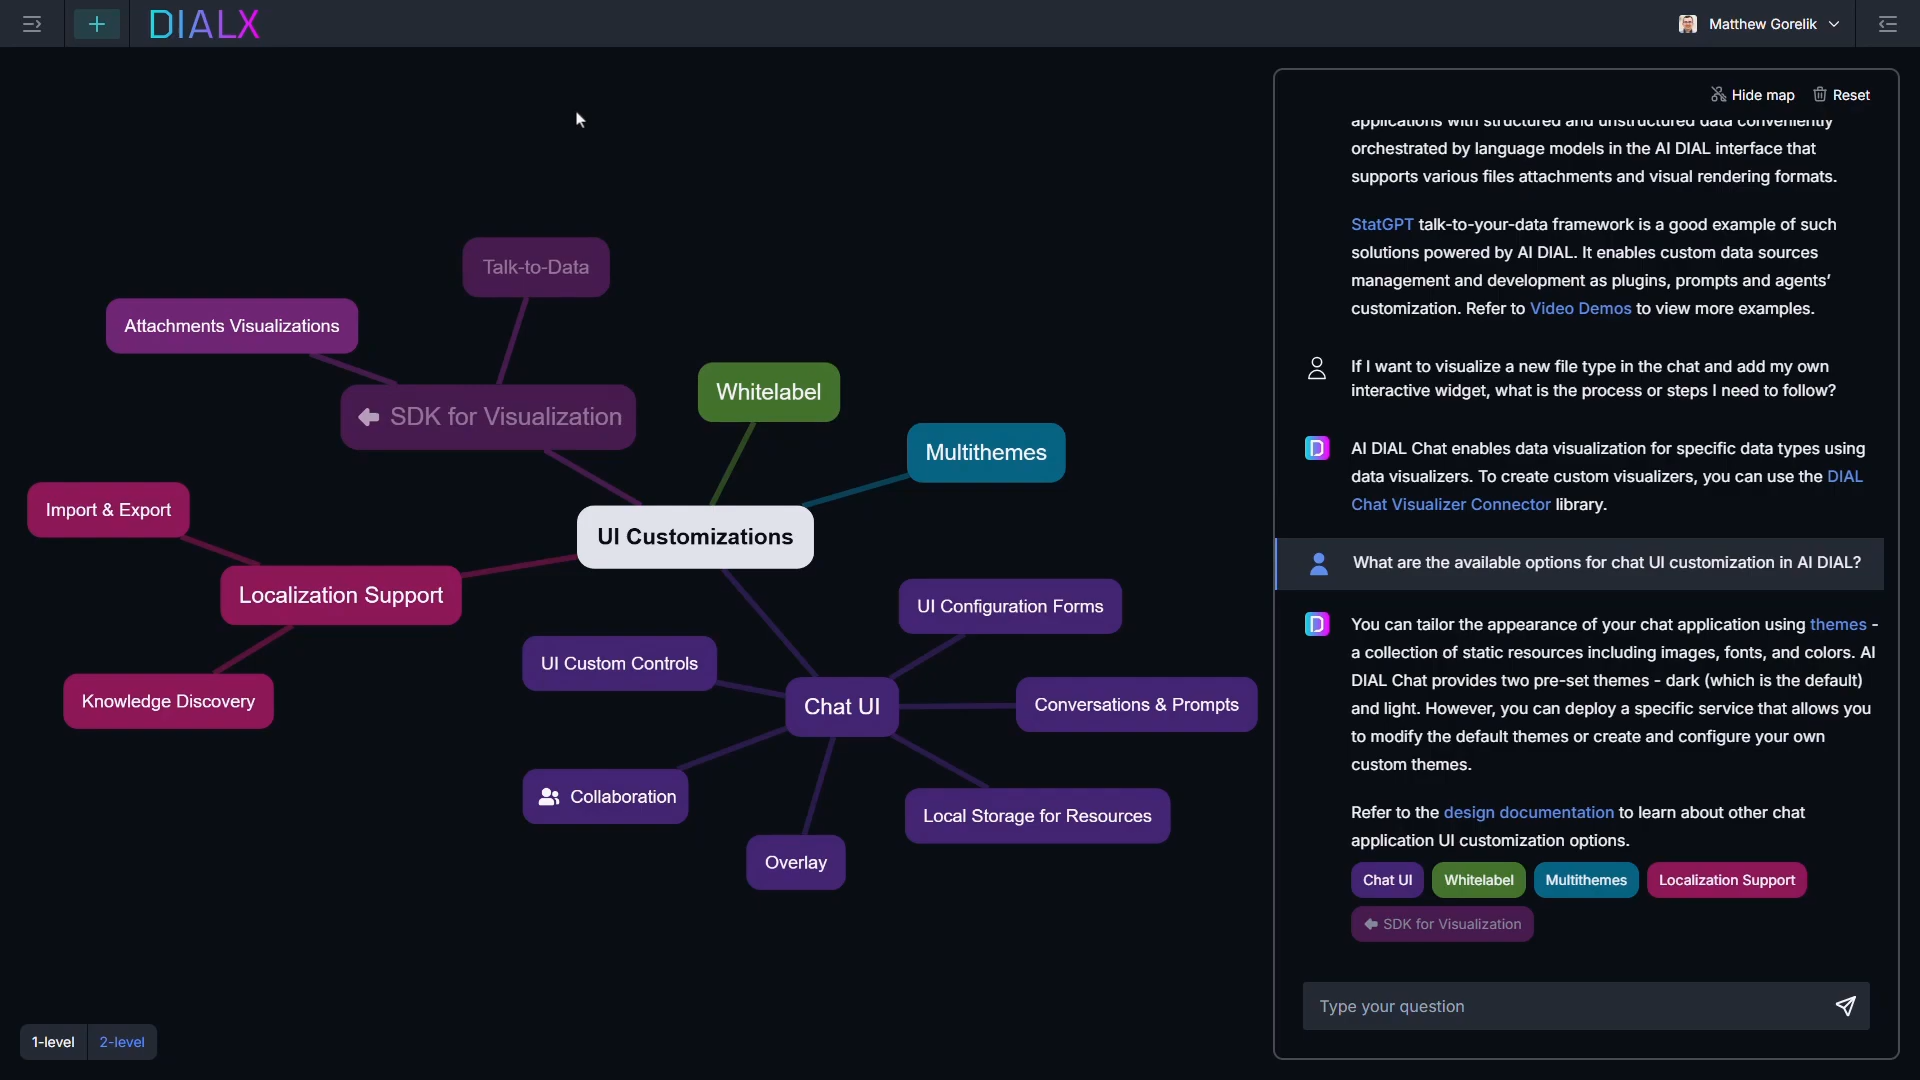 DIALX
Matthew Gorelik
Talk-to-Data
Attachments Visualizations
SDK for Visualization
Whitelabel
Multithemes
Import & Export
UI Customizations
Localization Support
UI Configuration Forms
UI Custom Controls
Knowledge Discovery
Chat UI
Conversations & Prompts
Collaboration
Local Storage for Resources
Overlay
1-level 2-level
Hide map Reset
applications with structured and unstructured data conveniently
orchestrated by language models in the AI DIAL interface that
supports various files attachments and visual rendering formats.
StatGPT talk-to-your-data framework is a good example of such
solutions powered by AI DIAL. It enables custom data sources
management and development as plugins, prompts and agents’
customization. Refer to Video Demos to view more examples.
If I want to visualize a new file type in the chat and add my own
interactive widget, what is the process or steps I need to follow?
AI DIAL Chat enables data visualization for specific data types using
data visualizers. To create custom visualizers, you can use the DIAL
Chat Visualizer Connector library.
What are the available options for chat UI customization in AI DIAL?
You can tailor the appearance of your chat application using themes -
a collection of static resources including images, fonts, and colors. AI
DIAL Chat provides two pre-set themes - dark (which is the default)
and light. However, you can deploy a specific service that allows you
to modify the default themes or create and configure your own
custom themes.
Refer to the design documentation to learn about other chat
application UI customization options.
Chat UI Whitelabel Multithemes Localization Support
SDK for Visualization
Type your question